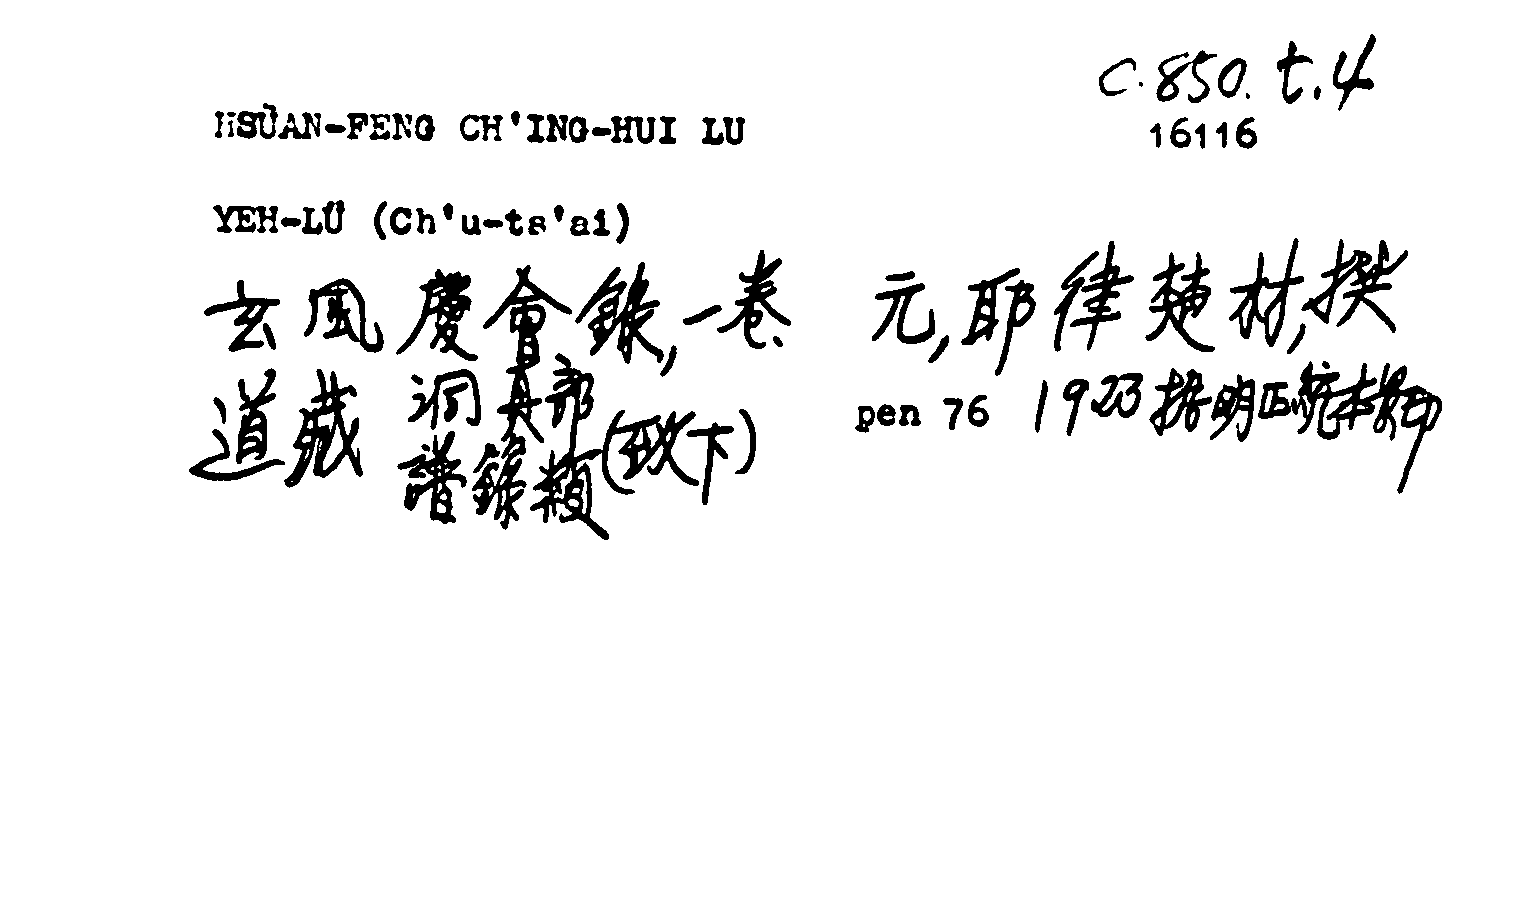 C.850. t.4
HSÜAN-FENG CH'ING-HUI LU
16116
YEH-LÜ (Ch'u-ts'ai)
玄風慶會錄,一卷 元,耶律楚材,撰
道藏 洞真部 譜錄類 (致下) pen 76 1923 據明正統本影印